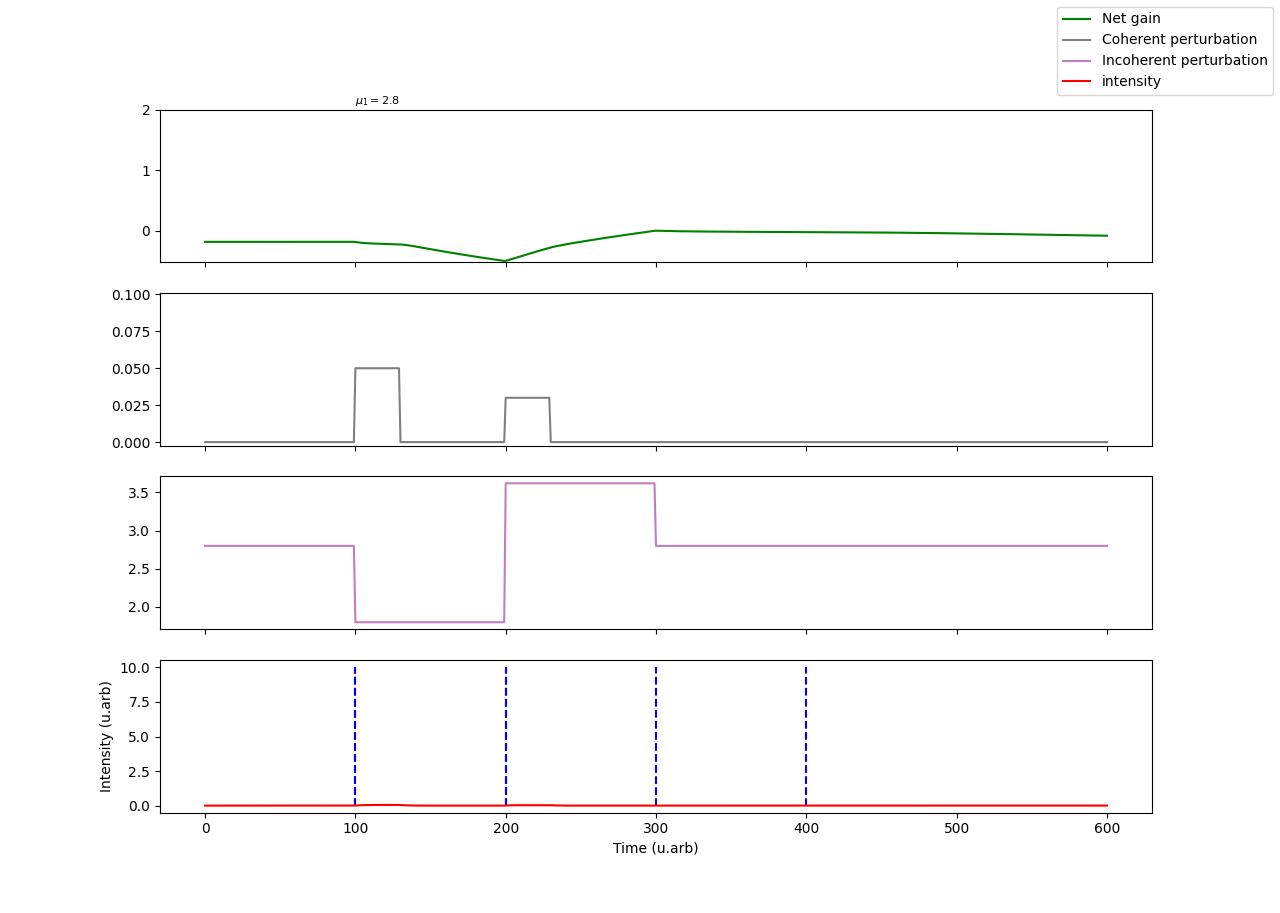 Net gain
Coherent perturbation
Incoherent perturbation
intensity
μ₁ = 2.8
2
1
0
0.100
0.075
0.050
0.025
0.000
3.5
3.0
2.5
2.0
10.0
7.5
5.0
2.5
0.0
Intensity (u.arb)
0 100 200 300 400 500 600
Time (u.arb)